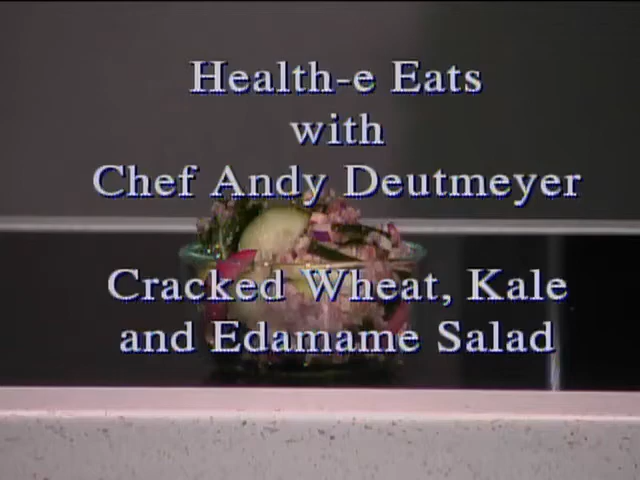 Health-e Eats
with
Chef Andy Deutmeyer
Cracked Wheat, Kale
and Edamame Salad